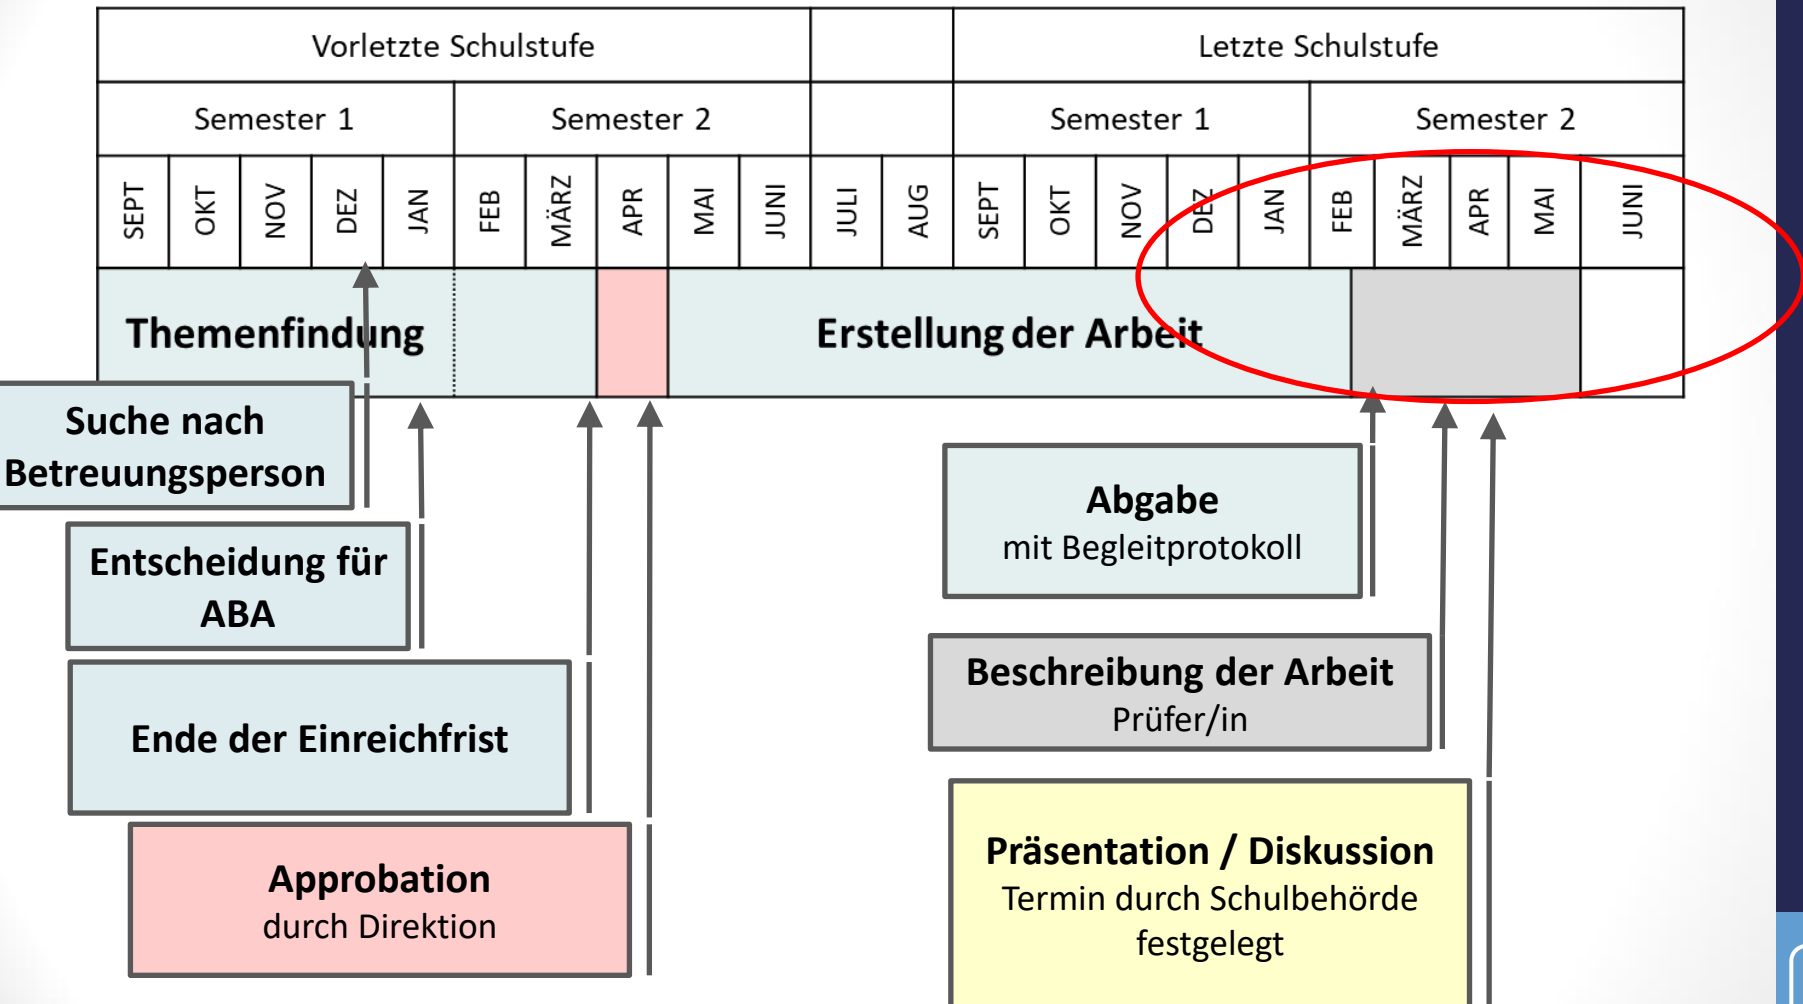 Vorletzte Schulstufe
Letzte Schulstufe
Semester 1
Semester 2
Semester 1
Semester 2
SEPT
OKT
NOV
DEZ
JAN
FEB
MÄRZ
APR
MAI
JUNI
JULI
AUG
SEPT
OKT
NOV
DEZ
JAN
FEB
MÄRZ
APR
MAI
JUNI
Themenfindung
Erstellung der Arbeit
Suche nach
Betreuungsperson
Entscheidung für
ABA
Ende der Einreichfrist
Approbation
durch Direktion
Abgabe
mit Begleitprotokoll
Beschreibung der Arbeit
Prüfer/in
Präsentation / Diskussion
Termin durch Schulbehörde
festgelegt